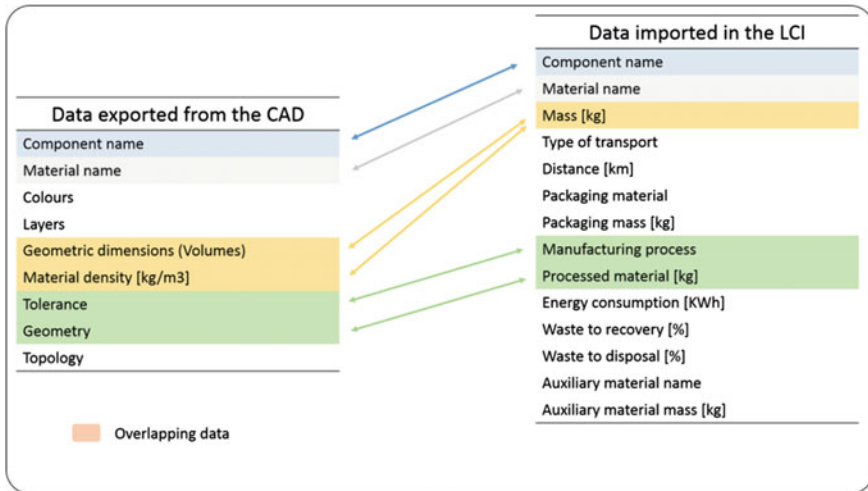 Data exported from the CAD
Component name
Material name
Colours
Layers
Geometric dimensions (Volumes)
Material density [kg/m3]
Tolerance
Geometry
Topology
Overlapping data
Data imported in the LCI
Component name
Material name
Mass [kg]
Type of transport
Distance [km]
Packaging material
Packaging mass [kg]
Manufacturing process
Processed material [kg]
Energy consumption [KWh]
Waste to recovery [%]
Waste to disposal [%]
Auxiliary material name
Auxiliary material mass [kg]